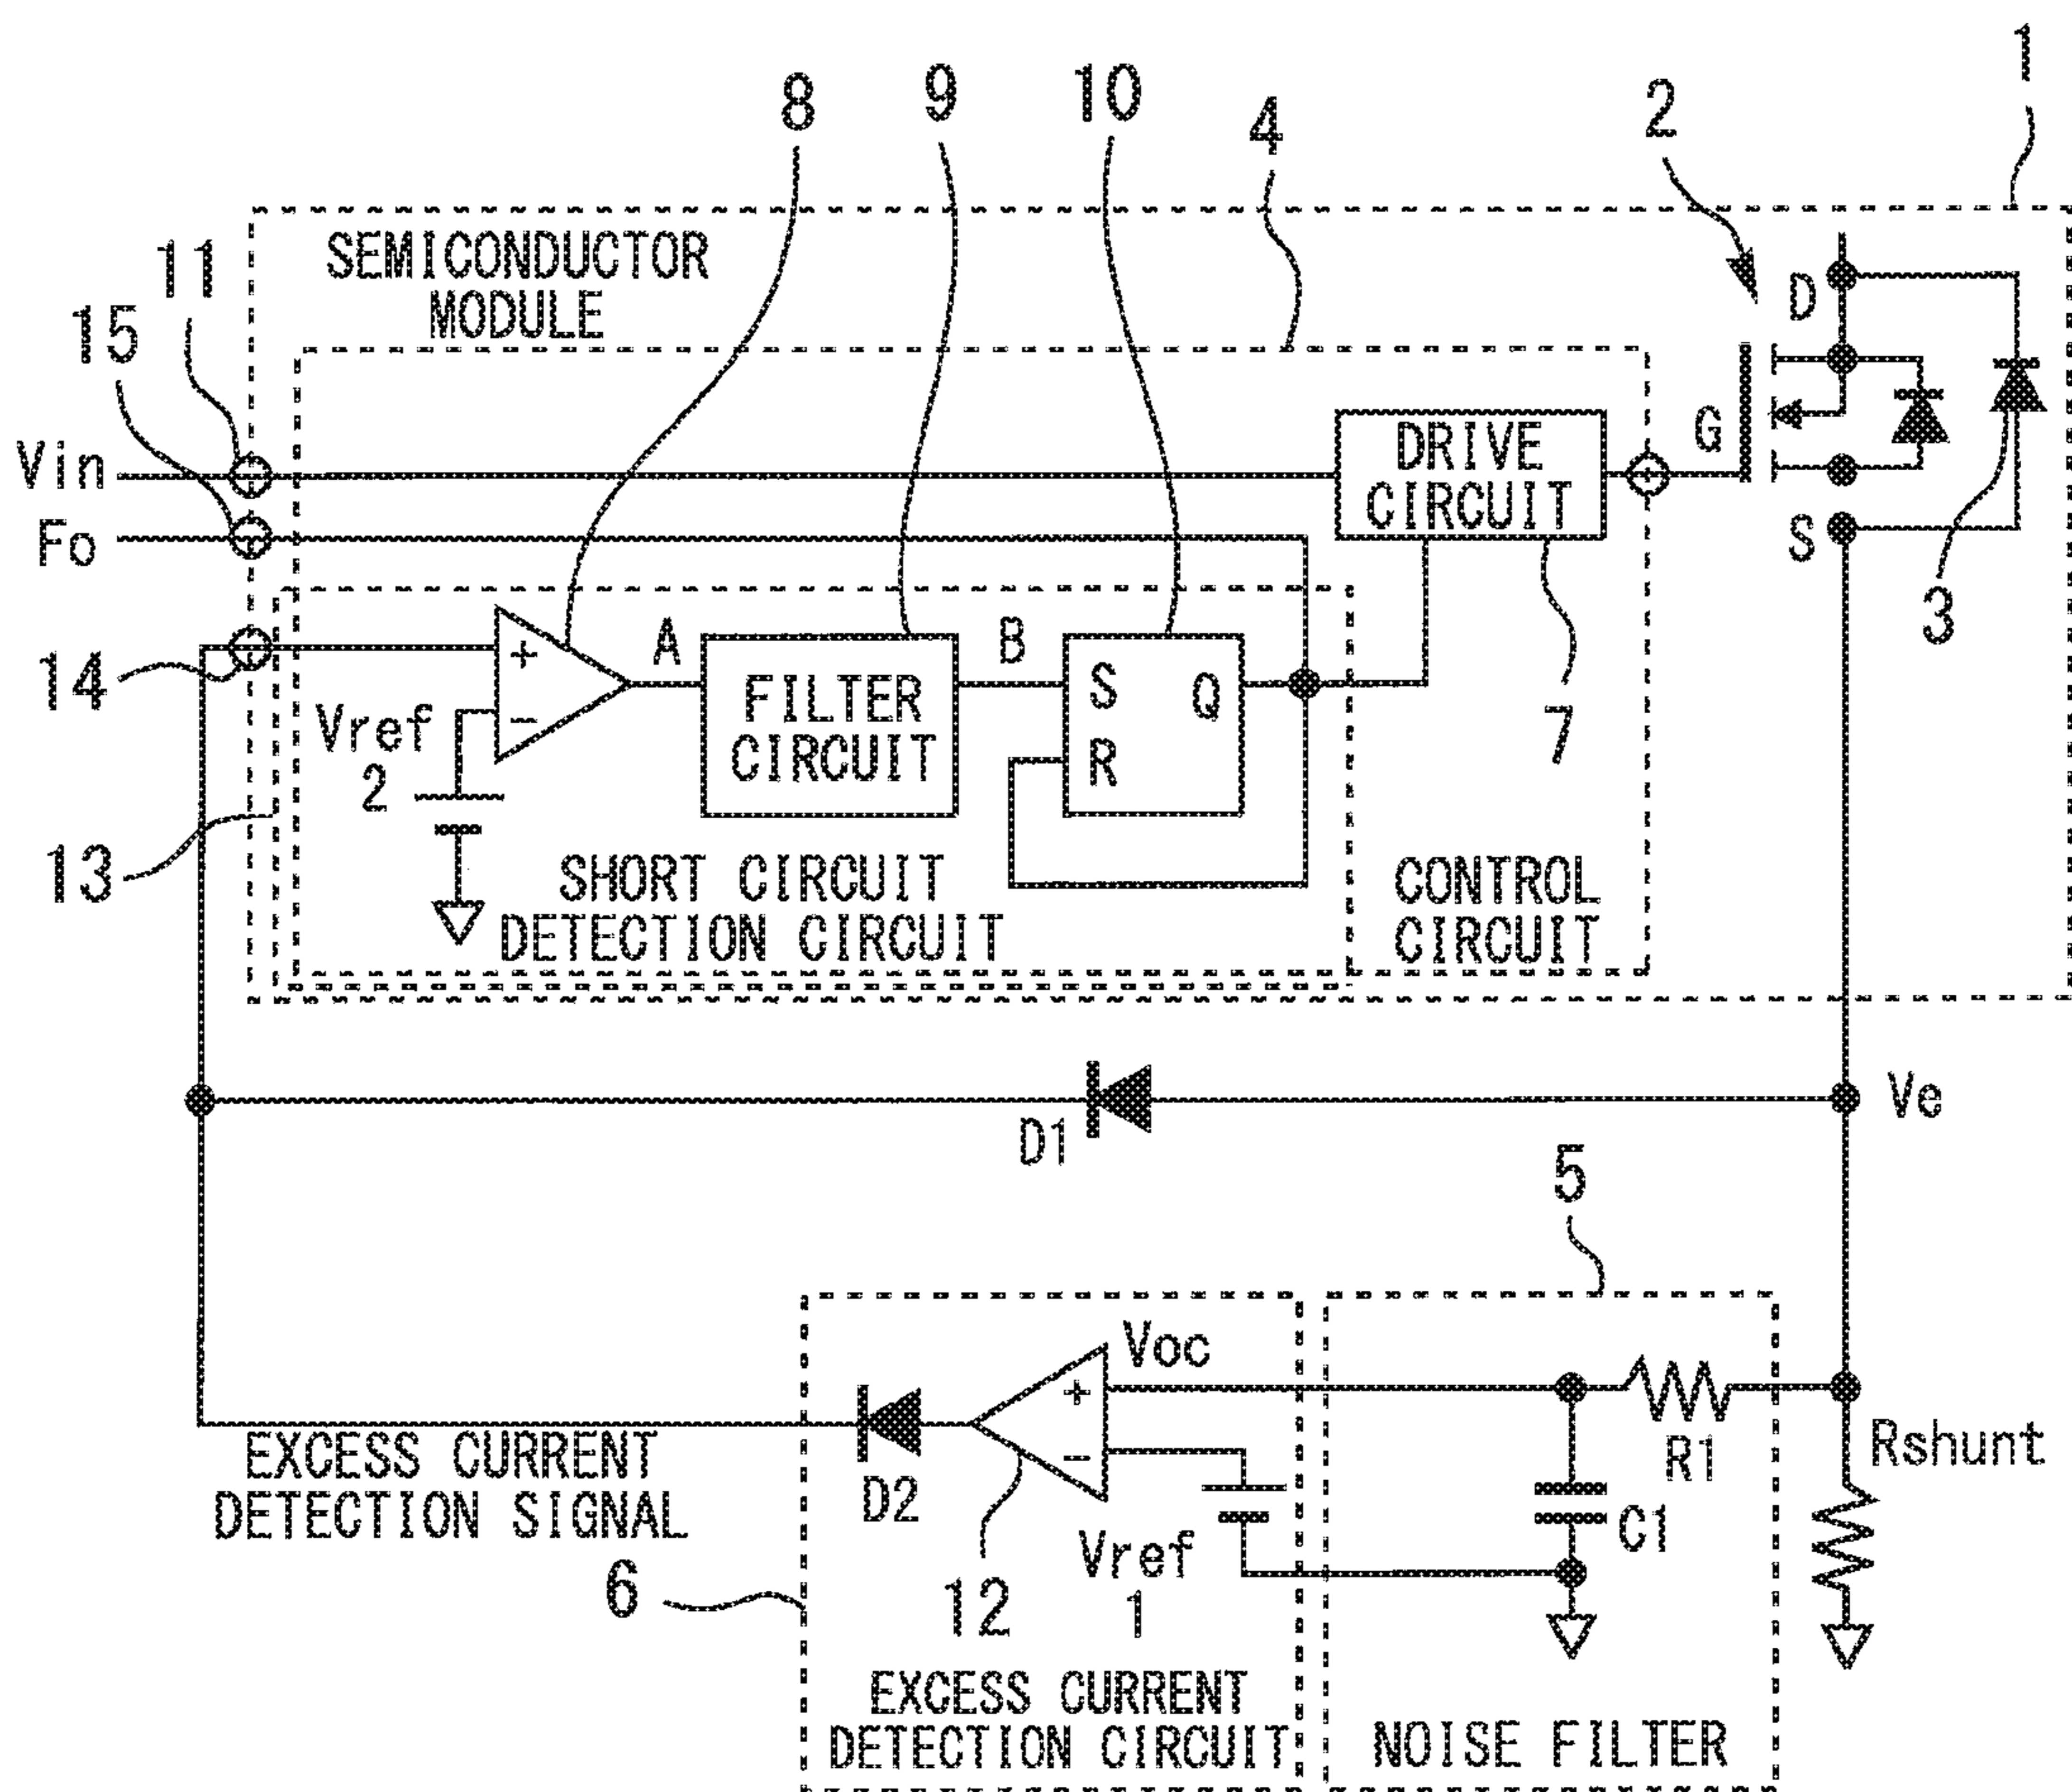 1
2
4
8
9
10
SEMICONDUCTOR
MODULE
11
15
D
G
DRIVE
CIRCUIT
Vin
Fo
S
3
14
+
−
A
FILTER
CIRCUIT
B
S
Q
R
7
Vref
2
13
SHORT CIRCUIT
DETECTION CIRCUIT
CONTROL
CIRCUIT
D1
Ve
5
Voc
+
−
R1
Rshunt
EXCESS CURRENT
DETECTION SIGNAL
D2
C1
6
12
Vref
1
EXCESS CURRENT
DETECTION CIRCUIT
NOISE FILTER